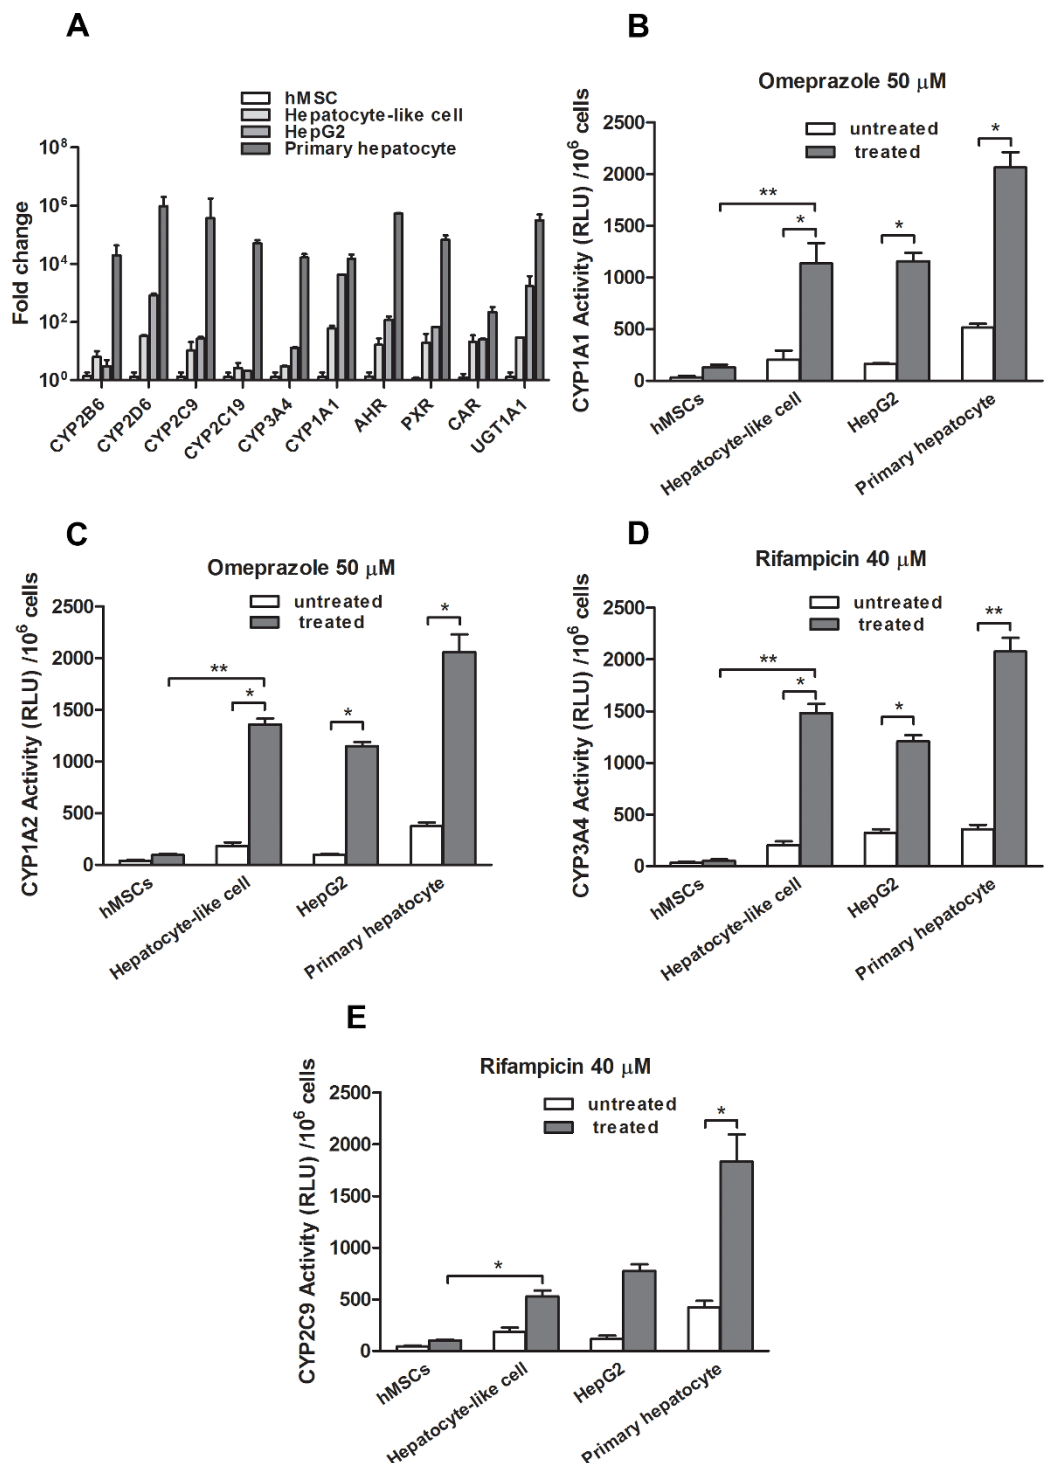 A
hMSC
Hepatocyte-like cell
HepG2
Primary hepatocyte
Fold change
10⁸
10⁶
10⁴
10²
10⁰
CYP2B6
CYP2D6
CYP2C9
CYP2C19
CYP3A4
CYP1A1
AHR
PXR
CAR
UGT1A1
B
Omeprazole 50 μM
untreated
treated
CYP1A1 Activity (RLU) /10⁶ cells
2500
2000
1500
1000
500
0
**
*
*
*
hMSCs
Hepatocyte-like cell
HepG2
Primary hepatocyte
C
Omeprazole 50 μM
untreated
treated
CYP1A2 Activity (RLU) /10⁶ cells
2500
2000
1500
1000
500
0
**
*
*
*
hMSCs
Hepatocyte-like cell
HepG2
Primary hepatocyte
D
Rifampicin 40 μM
untreated
treated
CYP3A4 Activity (RLU) /10⁶ cells
2500
2000
1500
1000
500
0
**
*
*
**
hMSCs
Hepatocyte-like cell
HepG2
Primary hepatocyte
E
Rifampicin 40 μM
untreated
treated
CYP2C9 Activity (RLU) /10⁶ cells
2500
2000
1500
1000
500
0
*
*
hMSCs
Hepatocyte-like cell
HepG2
Primary hepatocyte